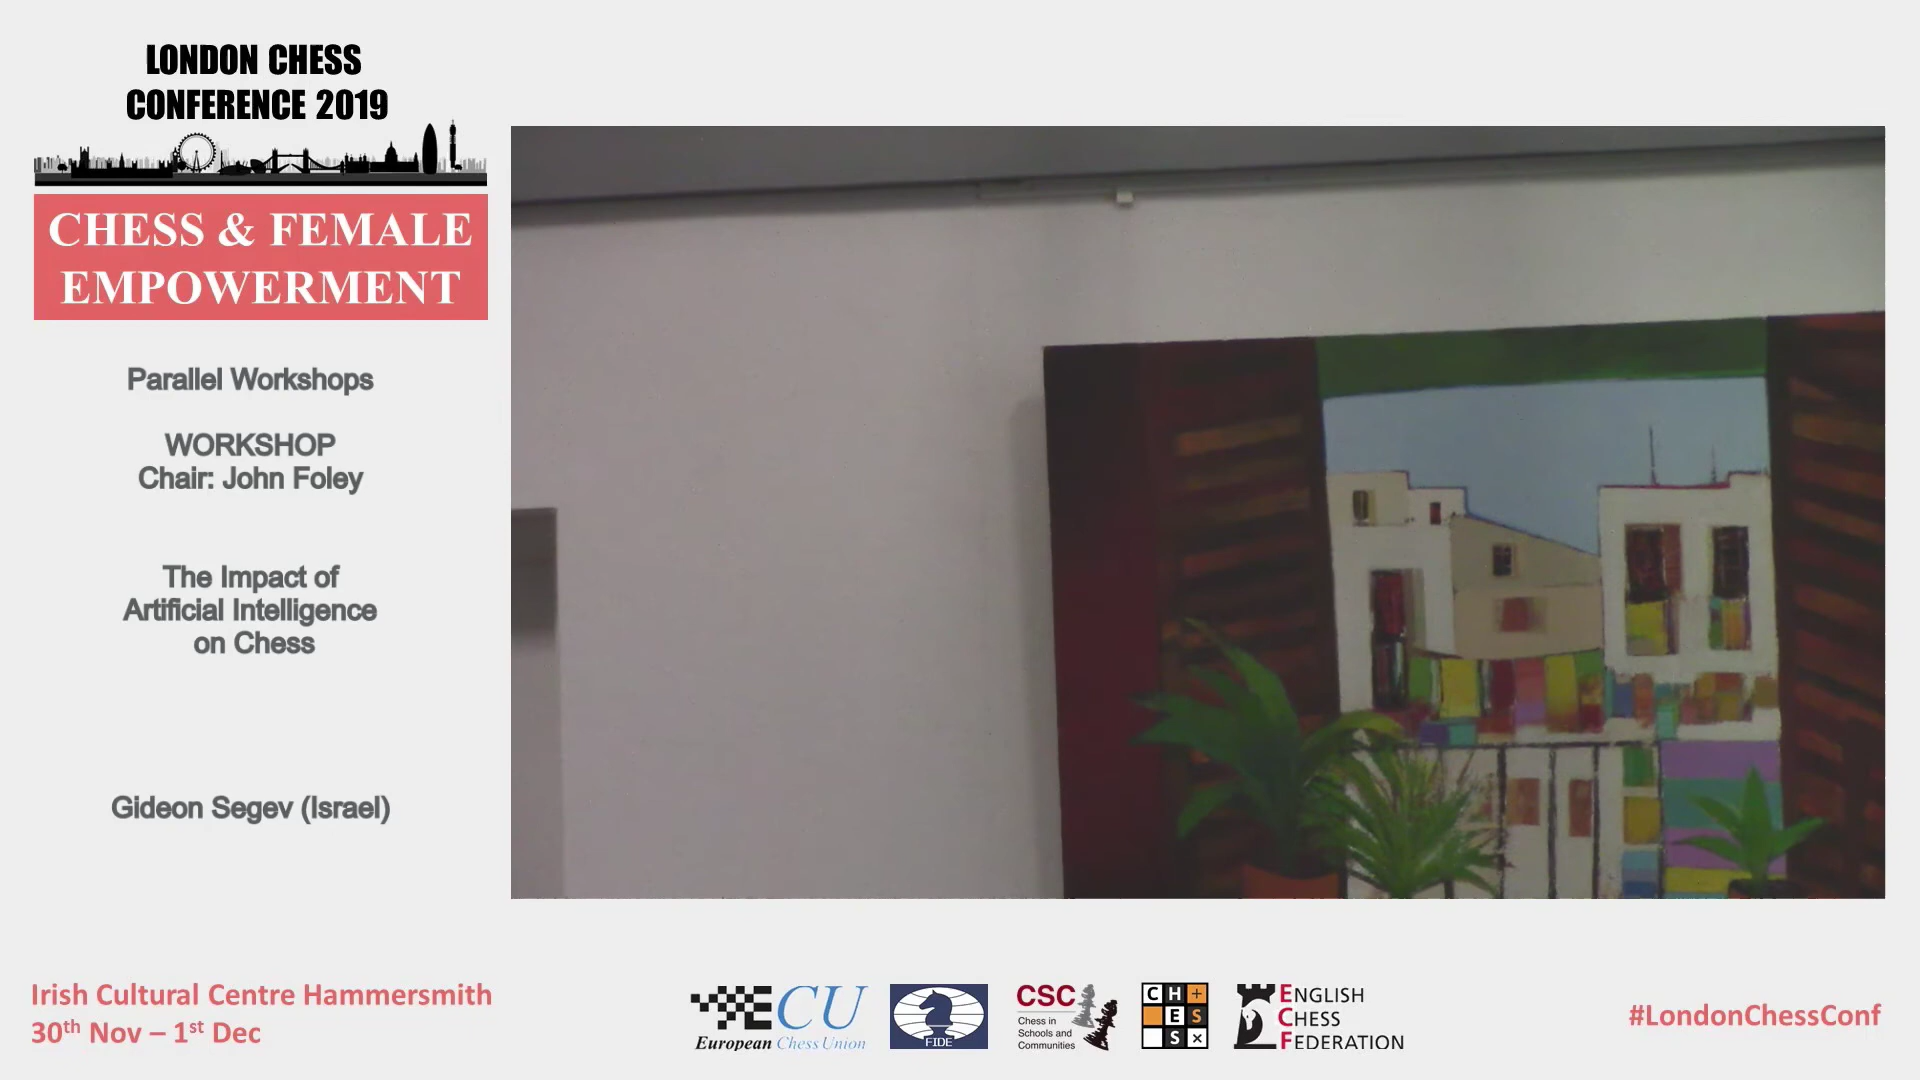 LONDON CHESS
CONFERENCE 2019
CHESS & FEMALE
EMPOWERMENT
Parallel Workshops
WORKSHOP
Chair: John Foley
The Impact of
Artificial Intelligence
on Chess
Gideon Segev (Israel)
Irish Cultural Centre Hammersmith
30th Nov – 1st Dec
ECU
European Chess Union
FIDE
CSC
Chess in
Schools and
Communities
CH+
ES
S×
ENGLISH
CHESS
FEDERATION
#LondonChessConf